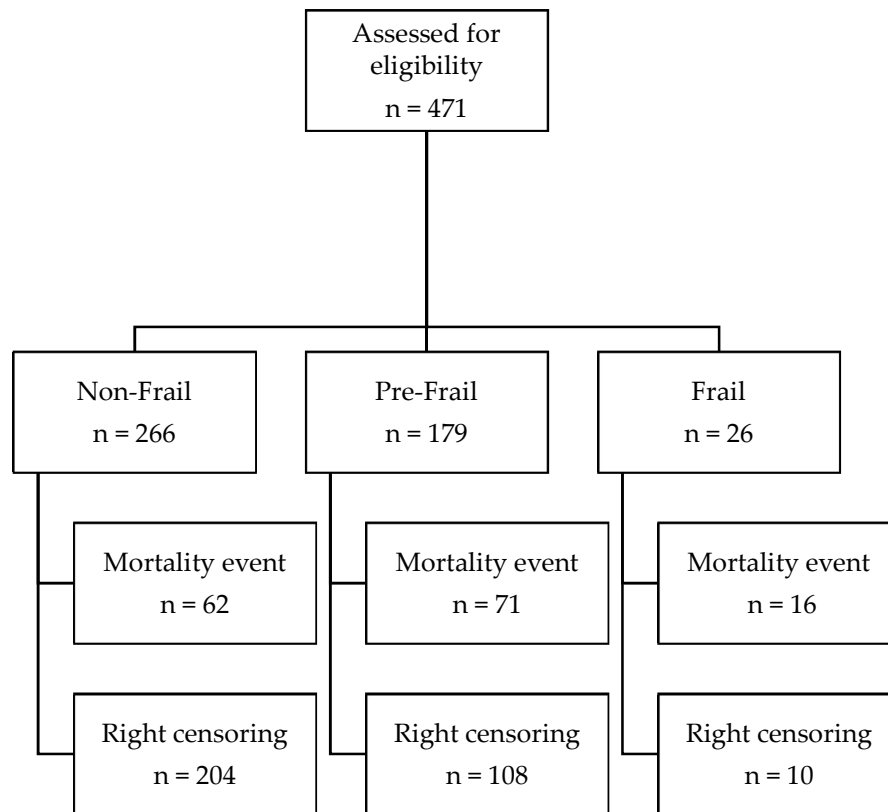 Assessed for
eligibility
n = 471
Non-Frail
n = 266
Pre-Frail
n = 179
Frail
n = 26
Mortality event
n = 62
Mortality event
n = 71
Mortality event
n = 16
Right censoring
n = 204
Right censoring
n = 108
Right censoring
n = 10